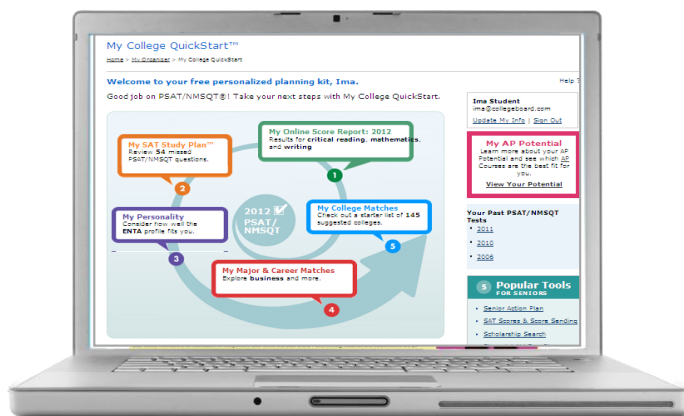 My College QuickStart™
Home > My Organizer > My College QuickStart
Welcome to your free personalized planning kit, Ima.
Help ?
Good job on PSAT/NMSQT®! Take your next steps with My College QuickStart.
My Online Score Report: 2012
Results for critical reading, mathematics,
and writing
1
My SAT Study Plan™
Review 54 missed
PSAT/NMSQT questions.
2
2012
PSAT/
NMSQT
My College Matches
Check out a starter list of 145
suggested colleges.
5
My Personality
Consider how well the
ENTA profile fits you.
3
My Major & Career Matches
Explore business and more.
4
Ima Student
ima@collegeboard.com
Update My Info | Sign Out
My AP Potential
Learn more about your AP
Potential and see which AP
Courses are the best fit for
you.
View Your Potential
Your Past PSAT/NMSQT
Tests
2011
2010
2006
5 Popular Tools
FOR SENIORS
Senior Action Plan
SAT Scores & Score Sending
Scholarship Search